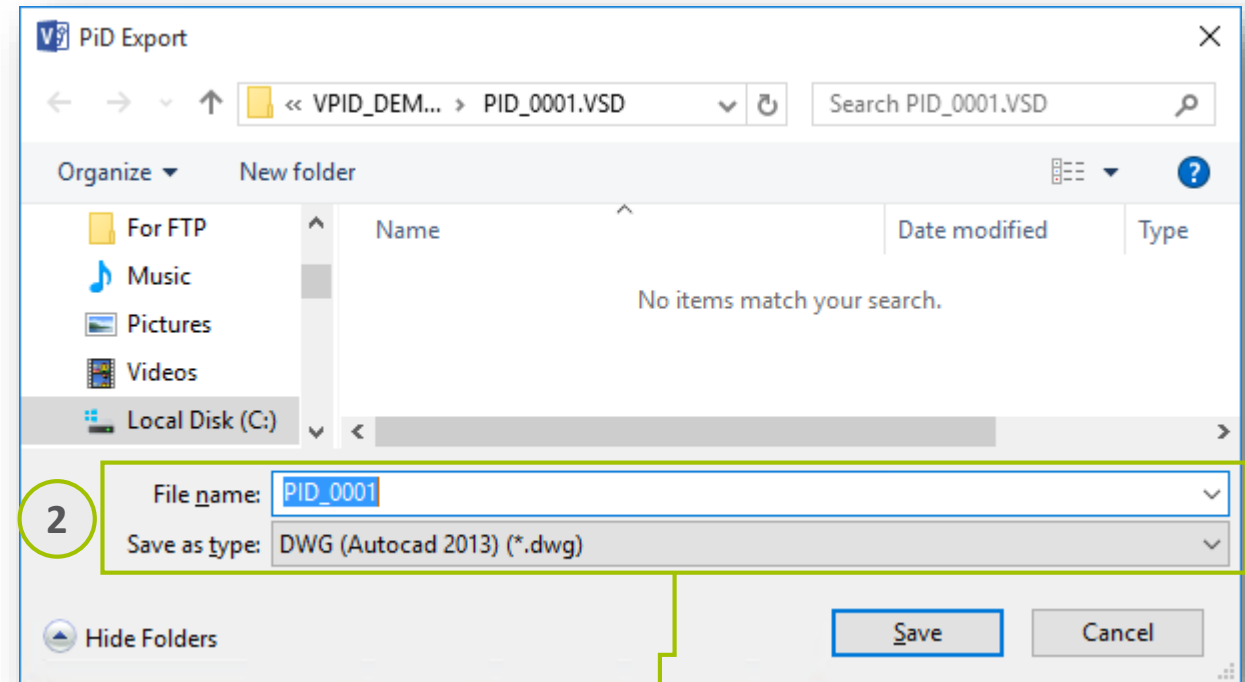 PiD Export
« VPID_DEM... > PID_0001.VSD Search PID_0001.VSD
Organize New folder ?
For FTP Name Date modified Type
Music
No items match your search.
Pictures
Videos
Local Disk (C:)
2
File name: PID_0001
Save as type: DWG (Autocad 2013) (*.dwg)
Hide Folders Save Cancel